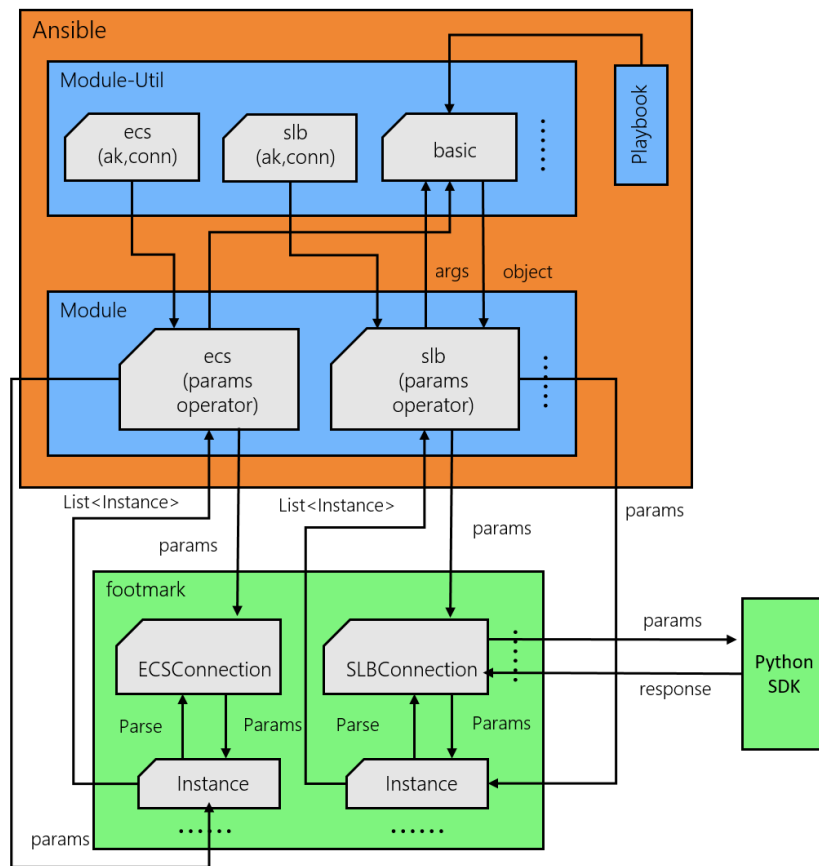 Ansible
Module-Util
ecs
(ak,conn)
slb
(ak,conn)
basic
Playbook
args
object
Module
ecs
(params
operator)
slb
(params
operator)
List<Instance>
List<Instance>
params
params
params
footmark
ECSConnection
SLBConnection
params
response
Python
SDK
Parse
Params
Parse
Params
Instance
Instance
params